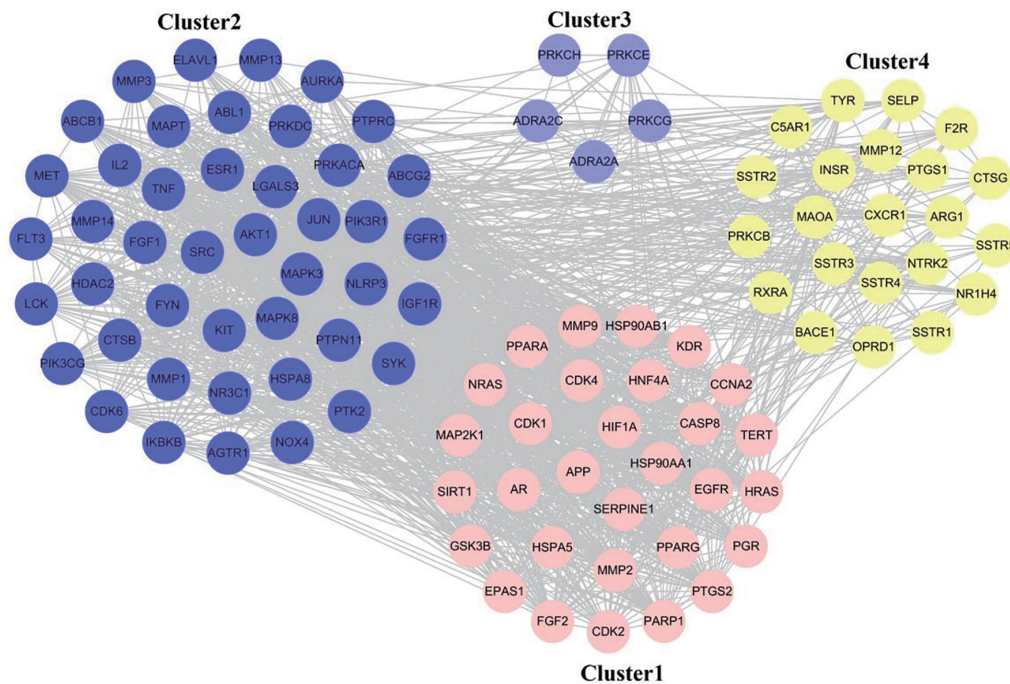 Cluster2
ELAVL1
MMP13
MMP3
AURKA
ABCB1
MAPT
ABL1
PRKDC
PTPRC
IL2
ESR1
PRKACA
MET
TNF
LGALS3
ABCG2
MMP14
JUN
PIK3R1
FLT3
FGF1
SRC
AKT1
FGFR1
HDAC2
MAPK3
NLRP3
LCK
FYN
MAPK8
IGF1R
CTSB
KIT
PTPN11
PIK3CG
MMP1
NR3C1
HSPA8
SYK
CDK6
PTK2
IKBKB
AGTR1
NOX4
Cluster3
PRKCH
PRKCE
ADRA2C
PRKCG
ADRA2A
Cluster4
TYR
SELP
C5AR1
F2R
MMP12
SSTR2
INSR
PTGS1
CTSG
MAOA
CXCR1
ARG1
PRKCB
SSTR3
NTRK2
RXRA
SSTR4
NR1H4
BACE1
OPRD1
SSTR1
MMP9
HSP90AB1
PPARA
KDR
NRAS
CDK4
HNF4A
CCNA2
MAP2K1
CDK1
HIF1A
CASP8
TERT
SIRT1
AR
APP
HSP90AA1
EGFR
HRAS
SERPINE1
GSK3B
HSPA5
PPARG
PGR
EPAS1
MMP2
PTGS2
FGF2
CDK2
PARP1
Cluster1